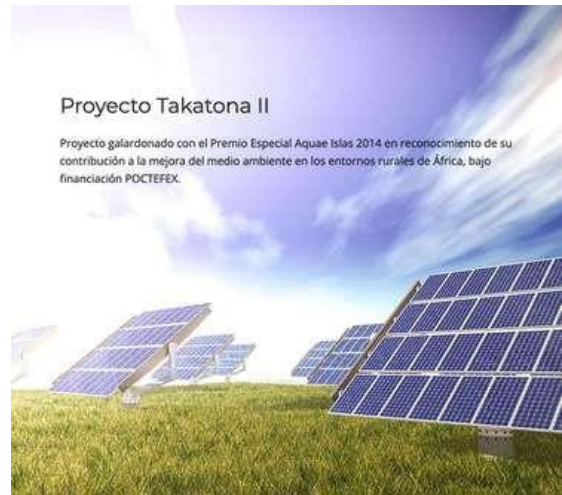 Proyecto Takatona II
Proyecto galardonado con el Premio Especial Aquae Islas 2014 en reconocimiento de su
contribución a la mejora del medio ambiente en los entornos rurales de África, bajo
financiación POCTEFEX.